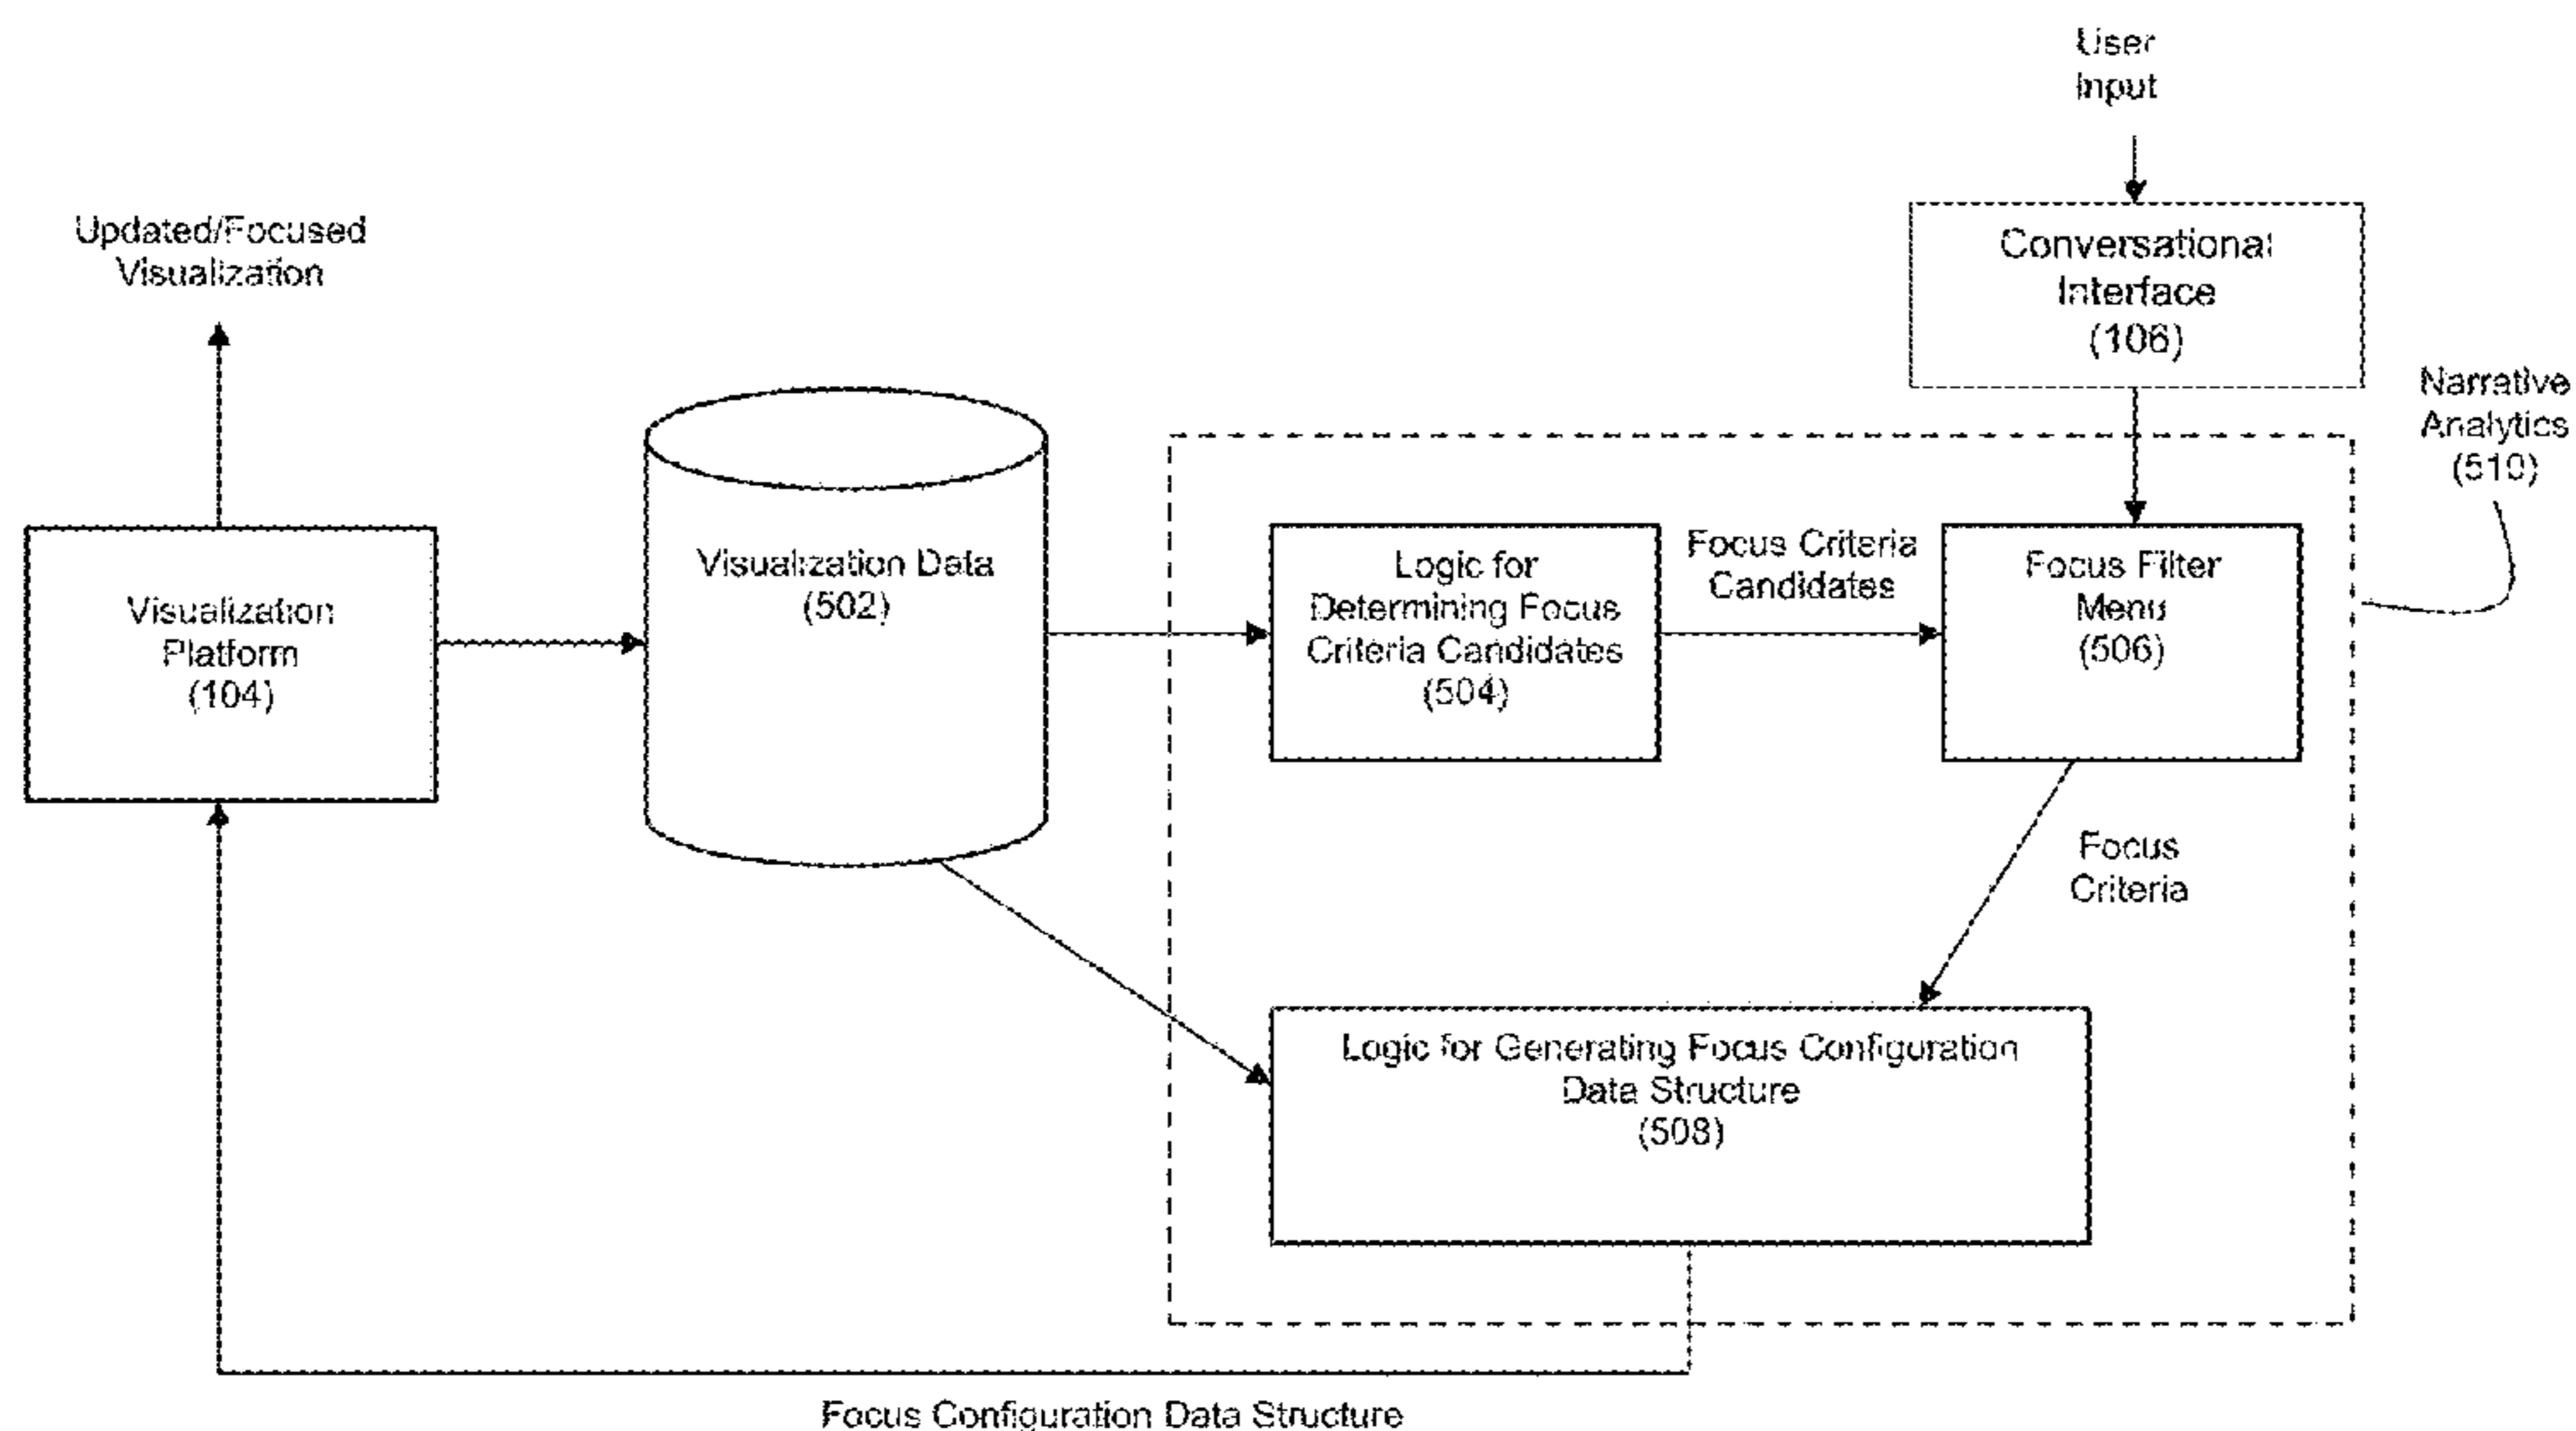 User
Input
Updated/Focused
Visualization
Conversational
Interface
(106)
Narrative
Analytics
(510)
Visualization
Platform
(104)
Visualization Data
(502)
Logic for
Determining Focus
Criteria Candidates
(504)
Focus Criteria
Candidates
Focus Filter
Menu
(506)
Focus
Criteria
Logic for Generating Focus Configuration
Data Structure
(508)
Focus Configuration Data Structure